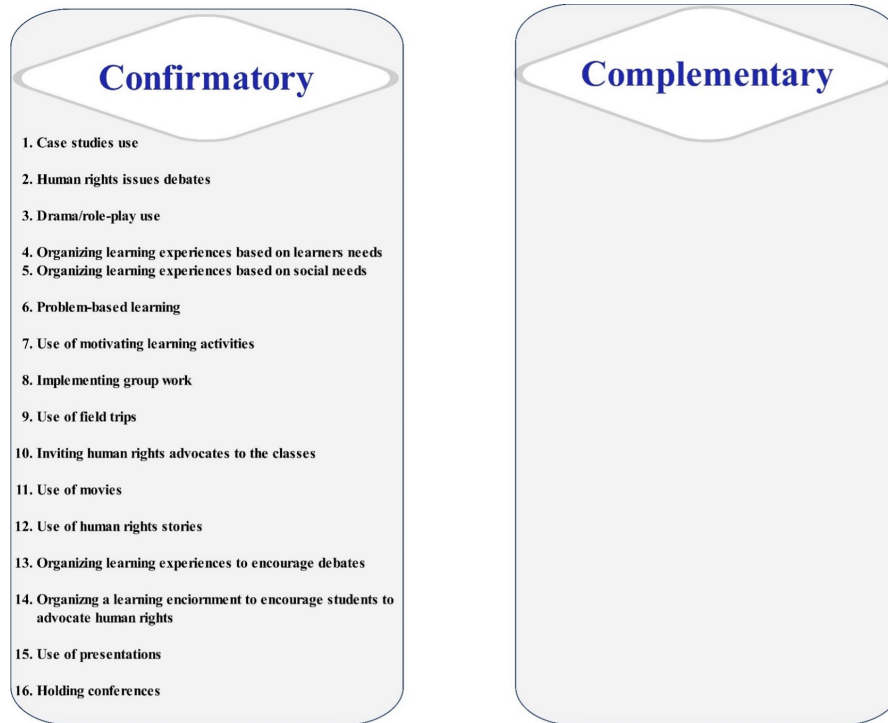 Confirmatory
1. Case studies use
2. Human rights issues debates
3. Drama/role-play use
4. Organizing learning experiences based on learners needs
5. Organizing learning experiences based on social needs
6. Problem-based learning
7. Use of motivating learning activities
8. Implementing group work
9. Use of field trips
10. Inviting human rights advocates to the classes
11. Use of movies
12. Use of human rights stories
13. Organizing learning experiences to encourage debates
14. Organizng a learning enciornment to encourage students to
advocate human rights
15. Use of presentations
16. Holding conferences
Complementary